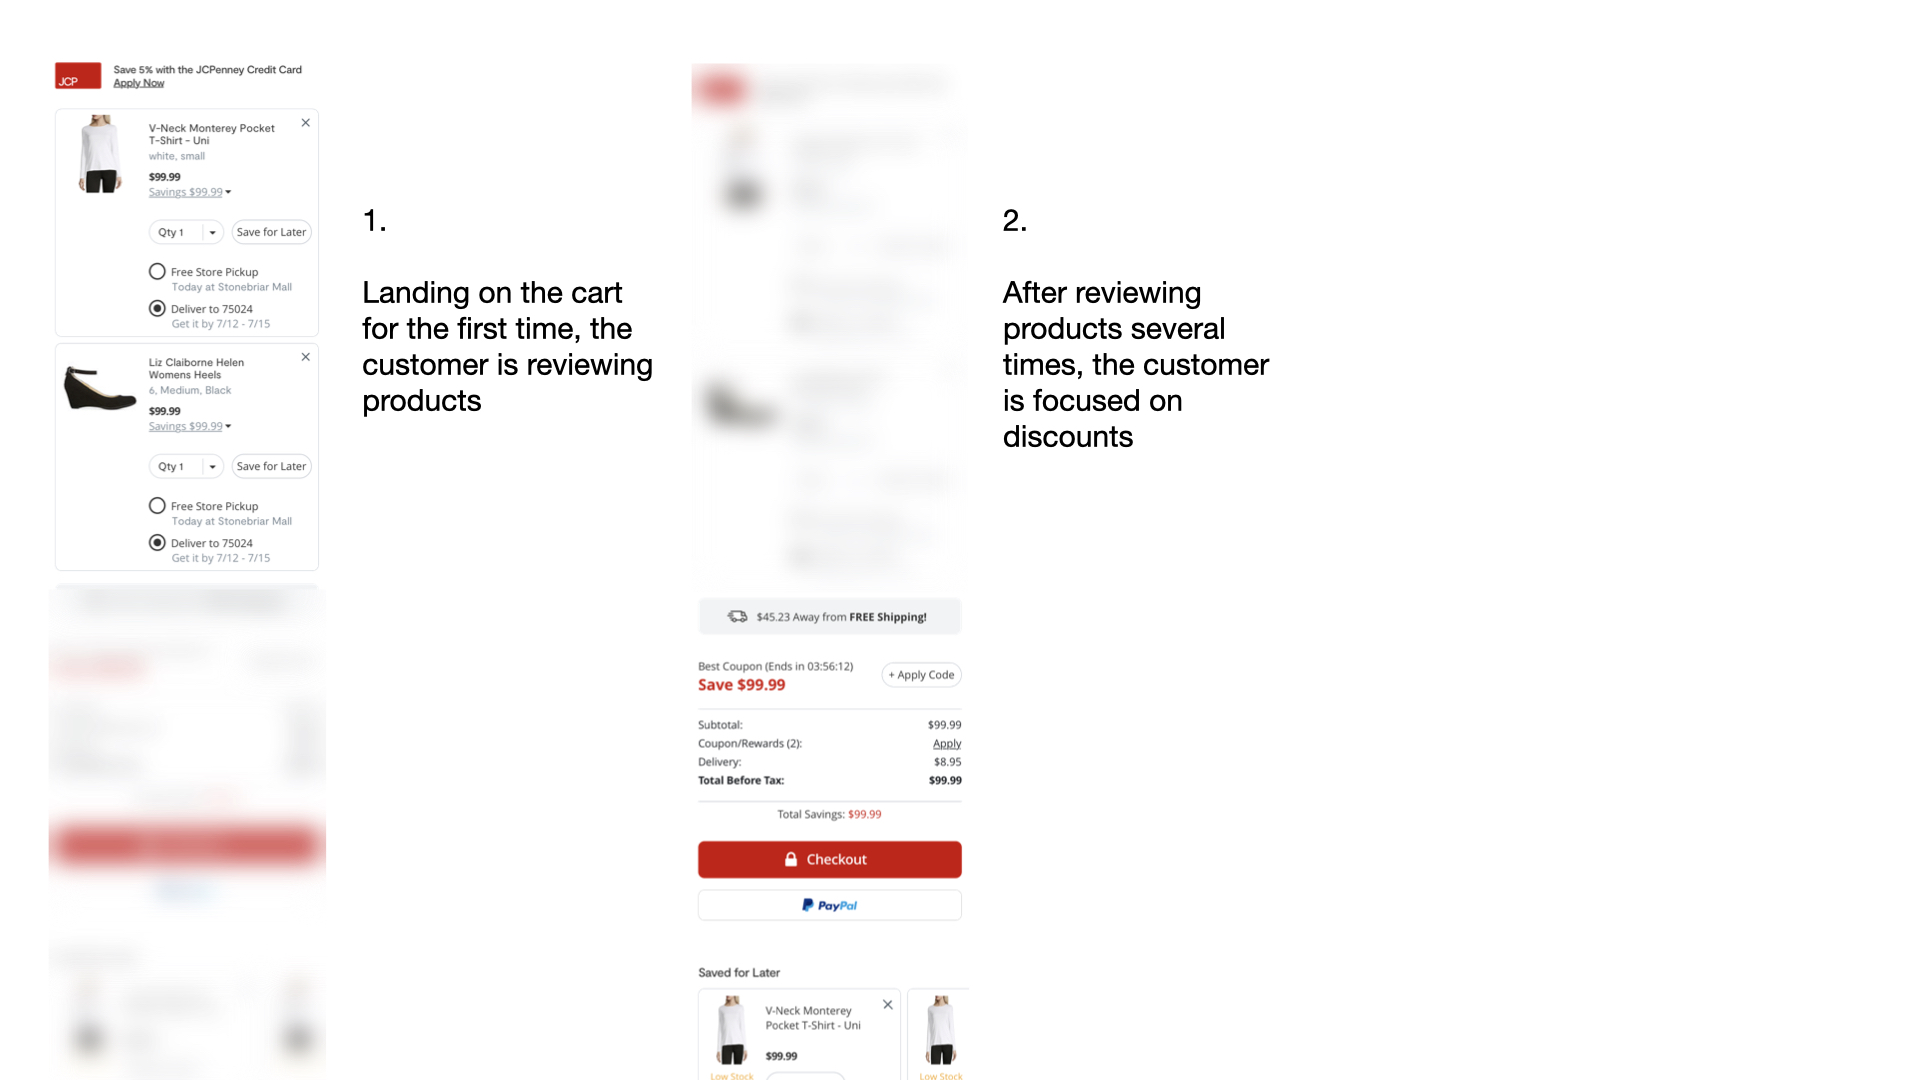 JCP
Save 5% with the JCPenney Credit Card
Apply Now
V-Neck Monterey Pocket
T-Shirt - Uni
white, small
$99.99
Savings $99.99
Qty 1
Save for Later
Free Store Pickup
Today at Stonebriar Mall
Deliver to 75024
Get it by 7/12 - 7/15
Liz Claiborne Helen
Womens Heels
6, Medium, Black
$99.99
Savings $99.99
Qty 1
Save for Later
Free Store Pickup
Today at Stonebriar Mall
Deliver to 75024
Get it by 7/12 - 7/15
1.
Landing on the cart
for the first time, the
customer is reviewing
products
$45.23 Away from FREE Shipping!
Best Coupon (Ends in 03:56:12)
Save $99.99
+ Apply Code
Subtotal: $99.99
Coupon/Rewards (2): Apply
Delivery: $8.95
Total Before Tax: $99.99
Total Savings: $99.99
Checkout
PayPal
Saved for Later
V-Neck Monterey
Pocket T-Shirt - Uni
$99.99
Low Stock
Low Stock
2.
After reviewing
products several
times, the customer
is focused on
discounts